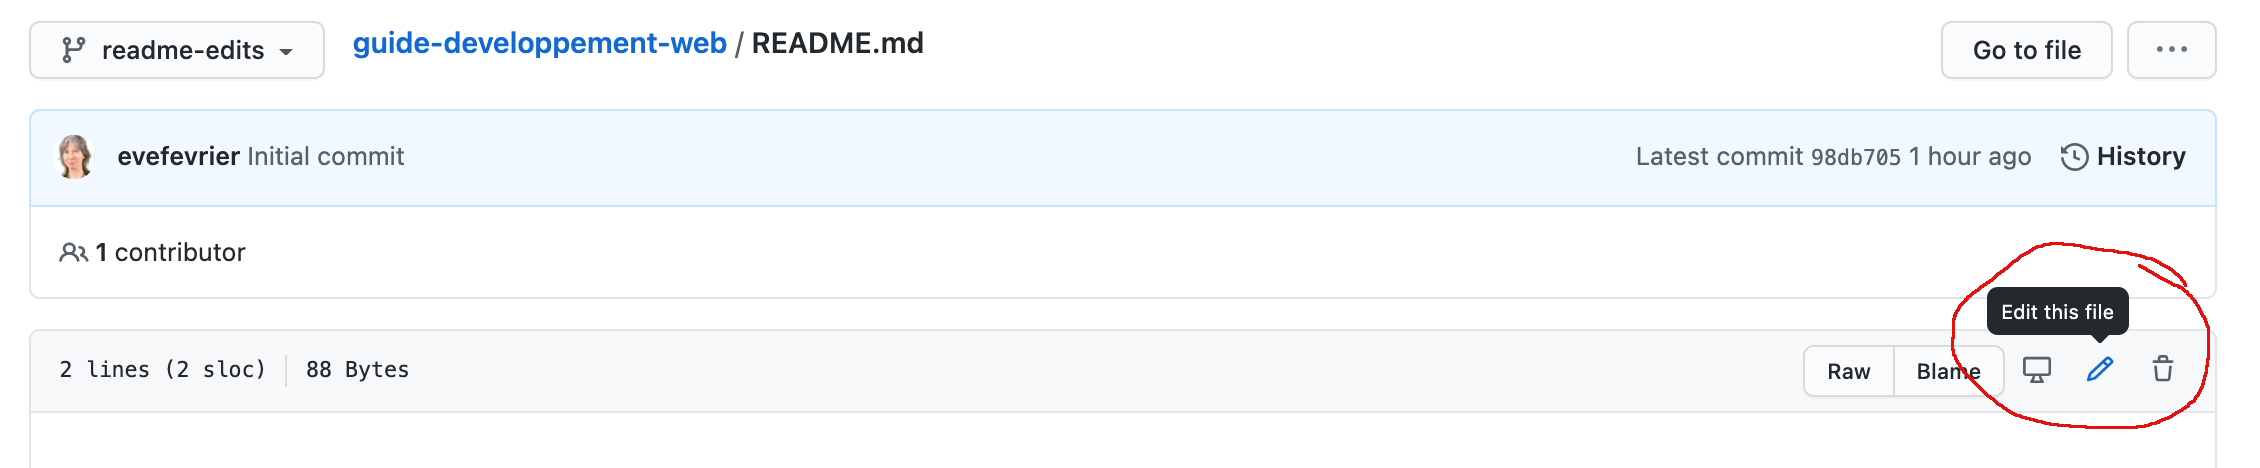 readme-edits guide-developpement-web / README.md Go to file ...
evefevrier Initial commit Latest commit 98db705 1 hour ago History
1 contributor
Edit this file
2 lines (2 sloc) 88 Bytes Raw Blame